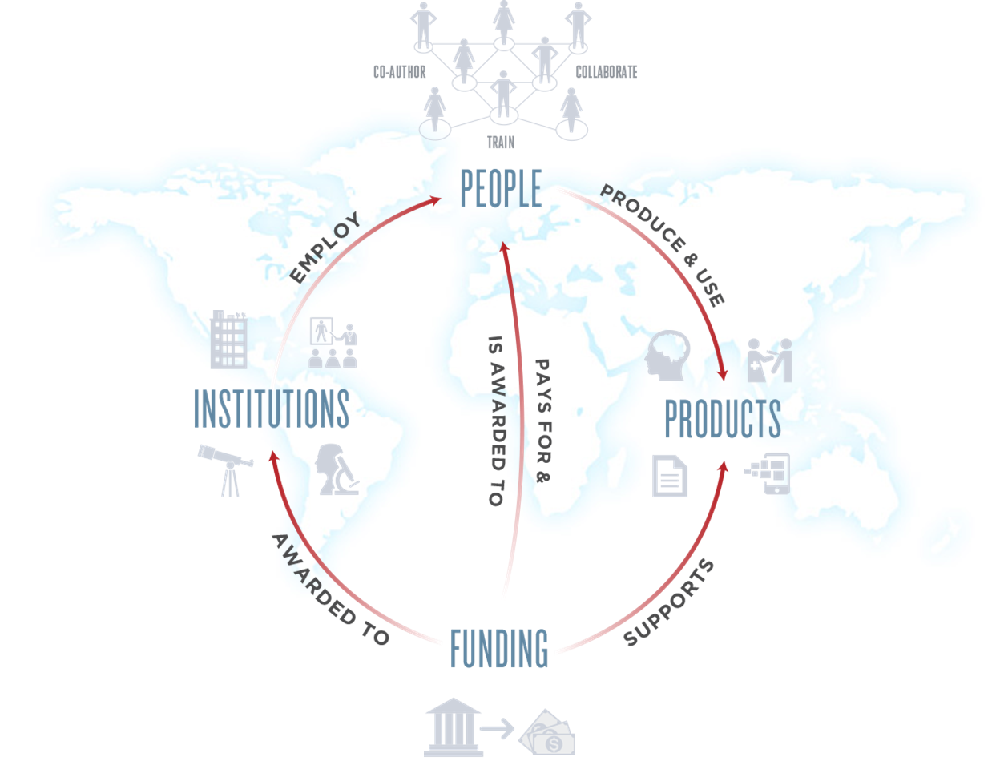 CO-AUTHOR
COLLABORATE
TRAIN
PEOPLE
EMPLOY
PRODUCE & USE
IS AWARDED TO
PAYS FOR &
INSTITUTIONS
PRODUCTS
AWARDED TO
SUPPORTS
FUNDING
$